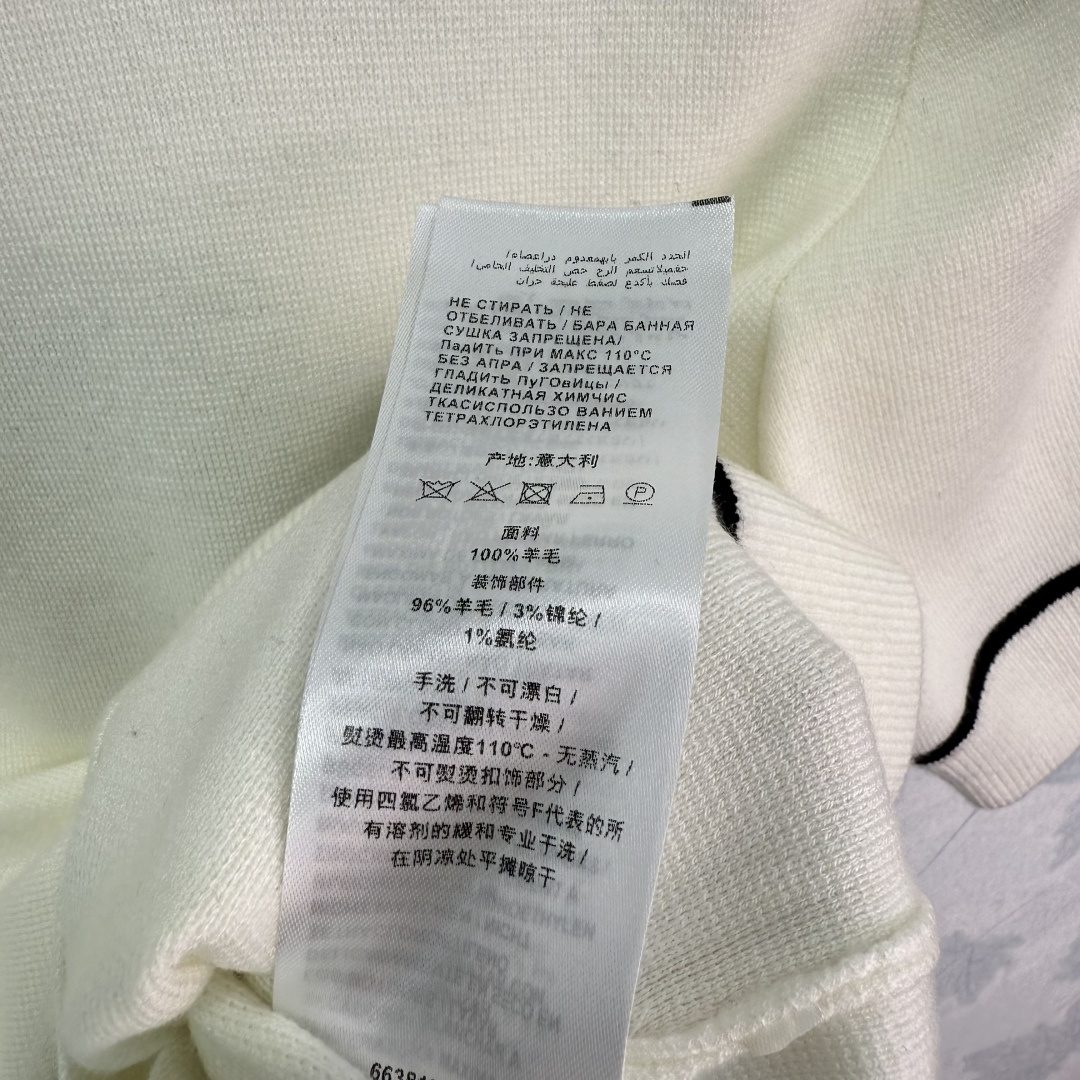 НЕ СТИРАТЬ / НЕ
ОТБЕЛИВАТЬ / БАРА БАННАЯ
СУШКА ЗАПРЕЩЕНА/
ПадИТЬ ПРИ МАКС 110°C
БЕЗ АПРА / ЗАПРЕЩАЕТСЯ
ГЛАДИТЬ ПуГОвИцы /
ДЕЛИКАТНАЯ ХИМЧИС
ТКАСИСПОЛЬЗО ВАНИЕМ
ТЕТРАХЛОРЭТИЛЕНА
产地:意大利
P
面料
100%羊毛
装饰部件
96%羊毛 / 3%锦纶 /
1%氨纶
手洗 / 不可漂白 /
不可翻转干燥 /
熨烫最高温度110℃ - 无蒸汽 /
不可熨烫扣饰部分 /
使用四氯乙烯和符号F代表的所
有溶剂的缓和专业干洗 /
在阴凉处平摊晾干